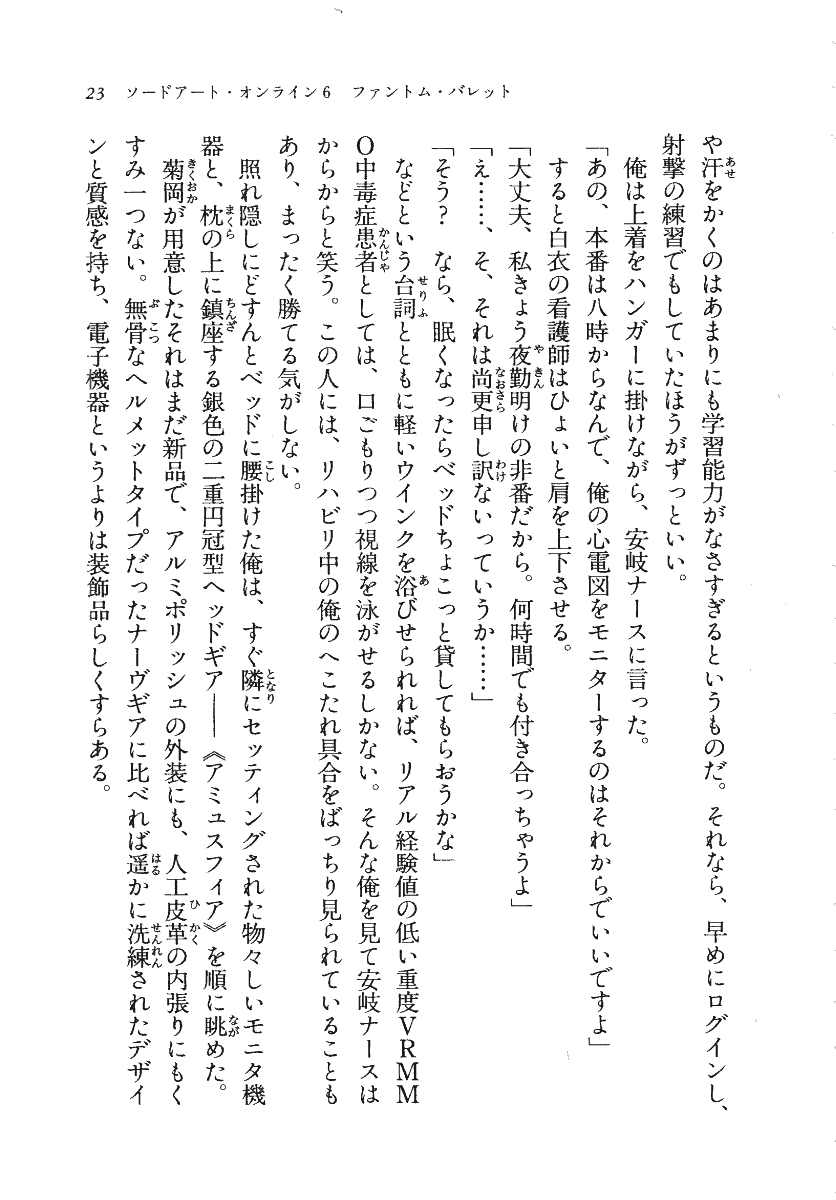 23 ソードアート・オンライン6 ファントム・バレット
や汗をかくのはあまりにも学習能力がなさすぎるというものだ。それなら、早めにログインし、
射撃の練習でもしていたほうがずっといい。
俺は上着をハンガーに掛けながら、安岐ナースに言った。
「あの、本番は八時からなんで、俺の心電図をモニターするのはそれからでいいですよ」
すると白衣の看護師はひょいと肩を上下させる。
「大丈夫、私きょう夜勤明けの非番だから。何時間でも付き合っちゃうよ」
「え……、そ、それは尚更申し訳ないっていうか……」
「そう? なら、眠くなったらベッドちょこっと貸してもらおうかな」
などという台詞とともに軽いウインクを浴びせられれば、リアル経験値の低い重度VRMM
O中毒症患者としては、口ごもりつつ視線を泳がせるしかない。そんな俺を見て安岐ナースは
からからと笑う。この人には、リハビリ中の俺のへこたれ具合をばっちり見られていることも
あり、まったく勝てる気がしない。
照れ隠しにどすんとベッドに腰掛けた俺は、すぐ隣にセッティングされた物々しいモニタ機
器と、枕の上に鎮座する銀色の二重円冠型ヘッドギア――《アミュスフィア》を順に眺めた。
菊岡が用意したそれはまだ新品で、アルミポリッシュの外装にも、人工皮革の内張りにもく
すみ一つない。無骨なヘルメットタイプだったナーヴギアに比べれば遥かに洗練されたデザイ
ンと質感を持ち、電子機器というよりは装飾品らしくすらある。